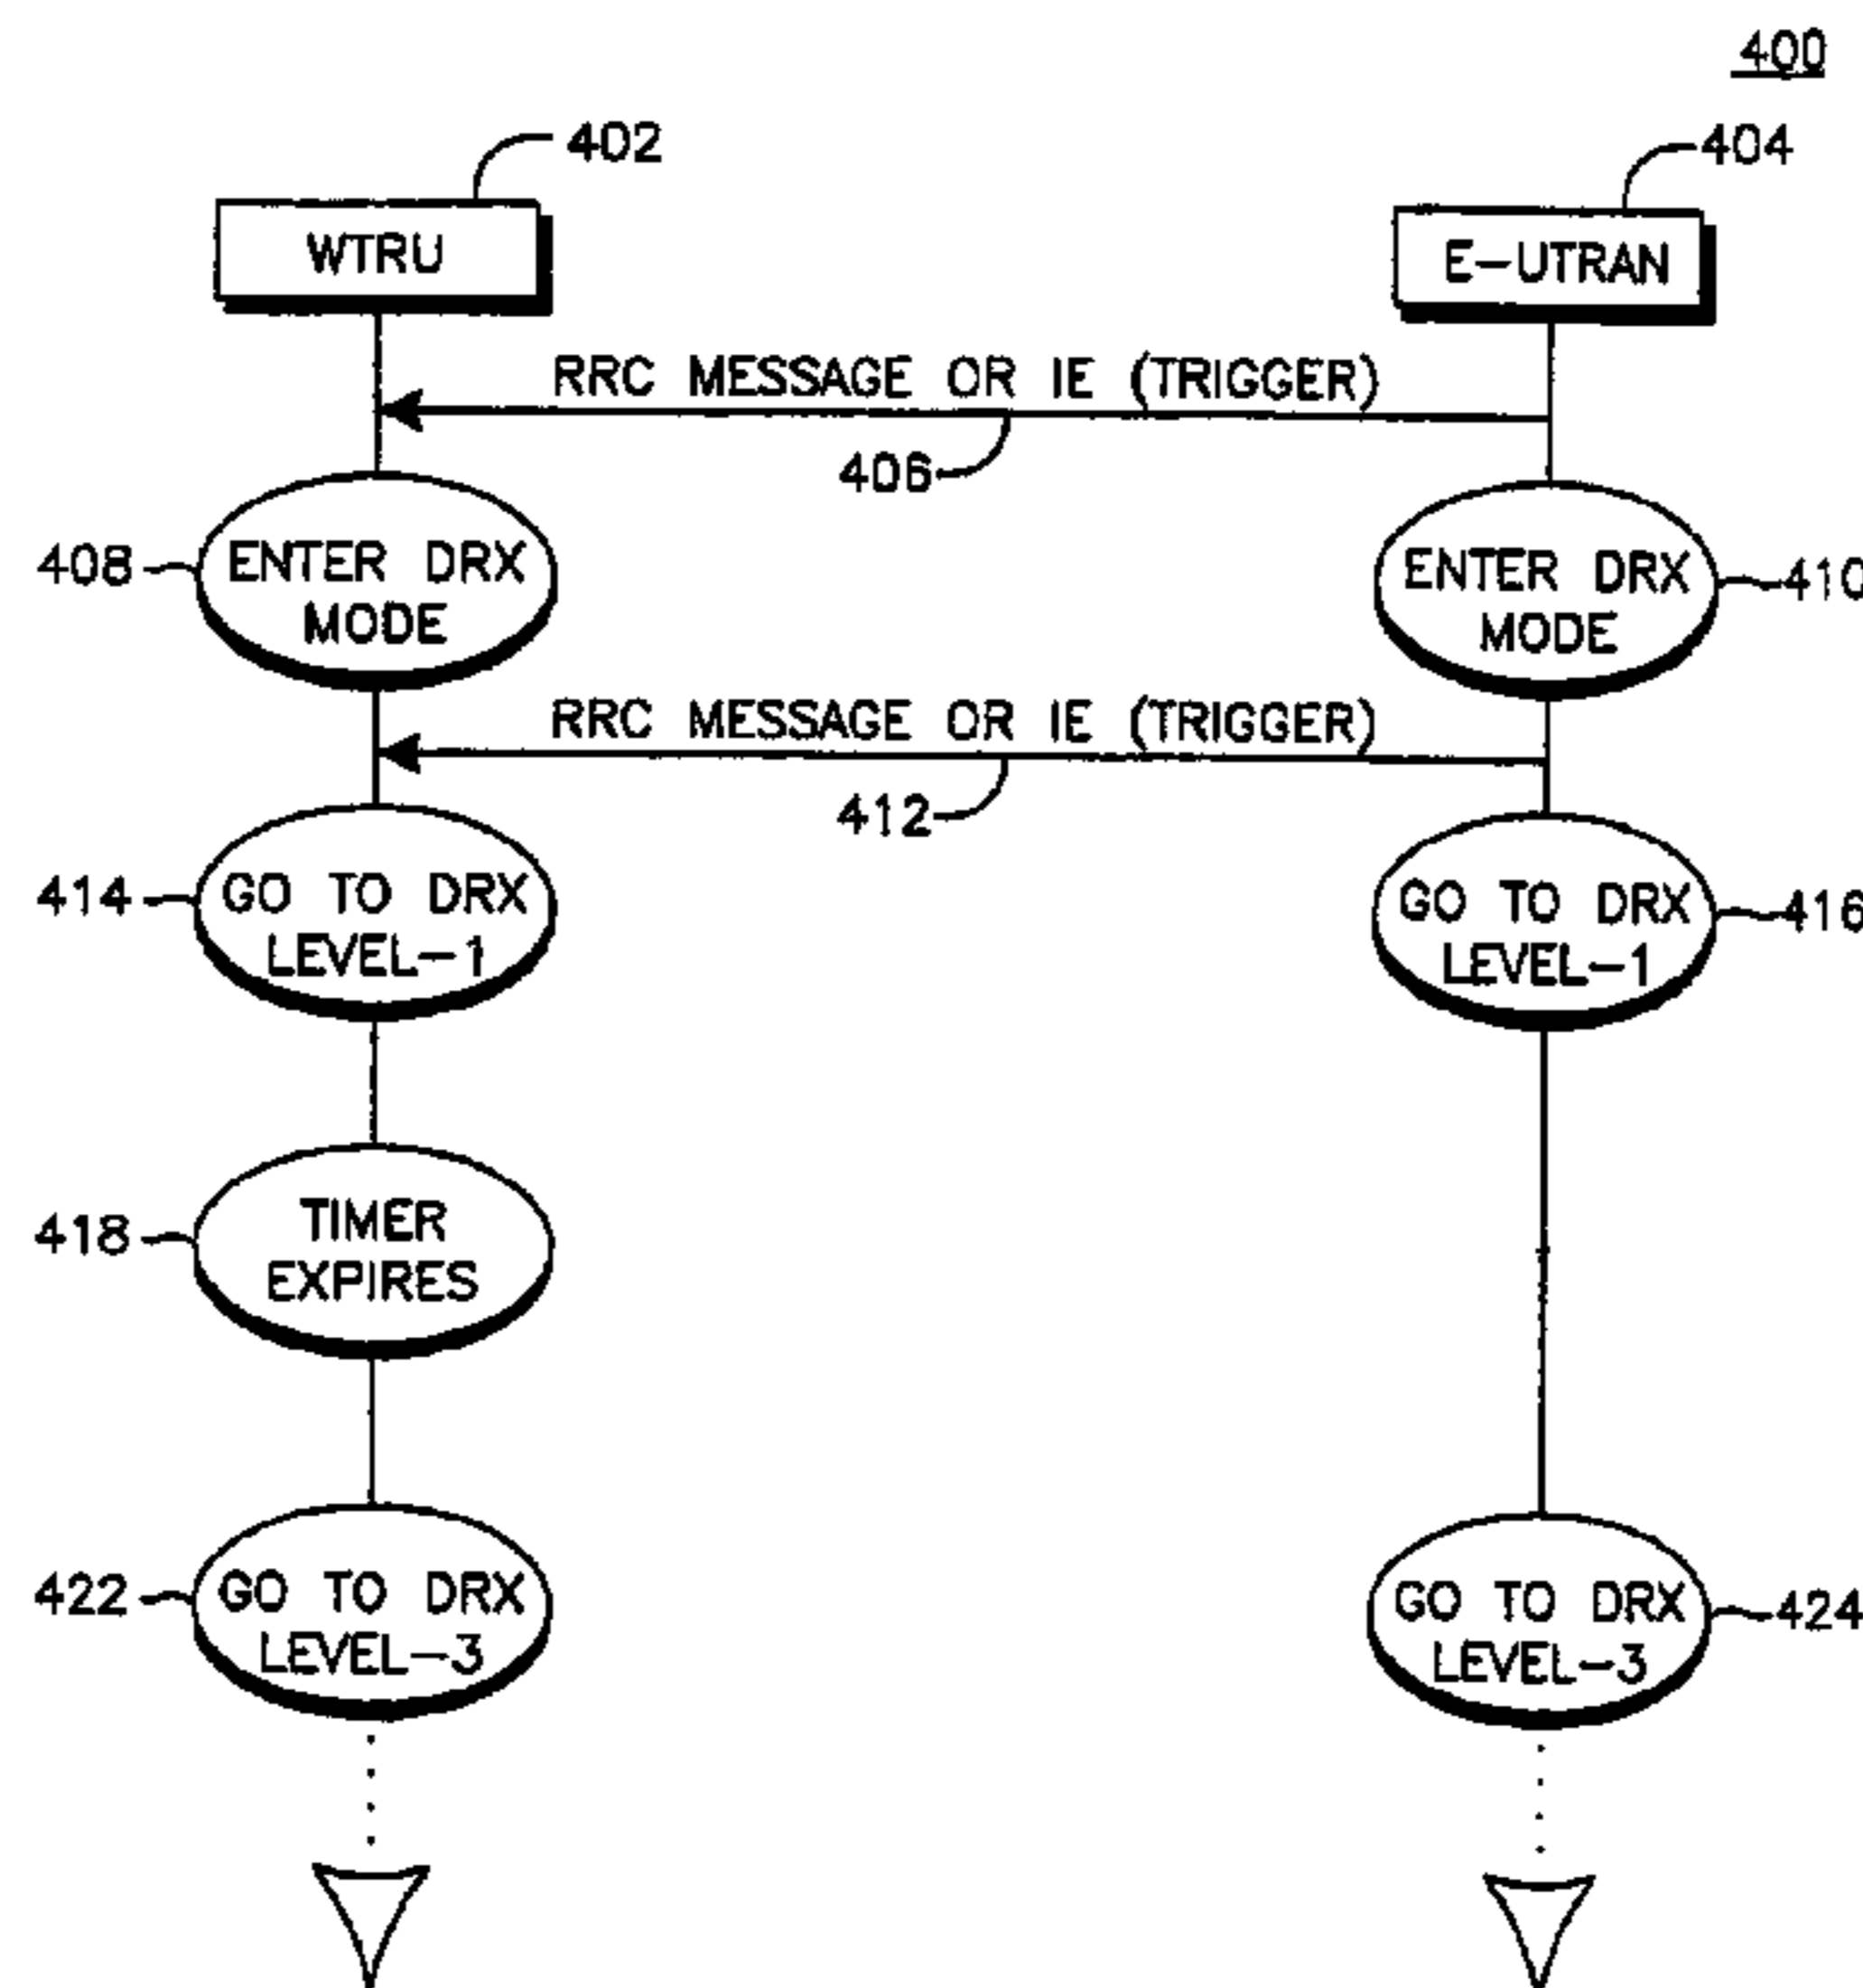 400
402
404
WTRU
E-UTRAN
RRC MESSAGE OR IE (TRIGGER)
406
408
ENTER DRX
MODE
ENTER DRX
MODE
410
RRC MESSAGE OR IE (TRIGGER)
412
414
GO TO DRX
LEVEL-1
GO TO DRX
LEVEL-1
416
418
TIMER
EXPIRES
422
GO TO DRX
LEVEL-3
GO TO DRX
LEVEL-3
424